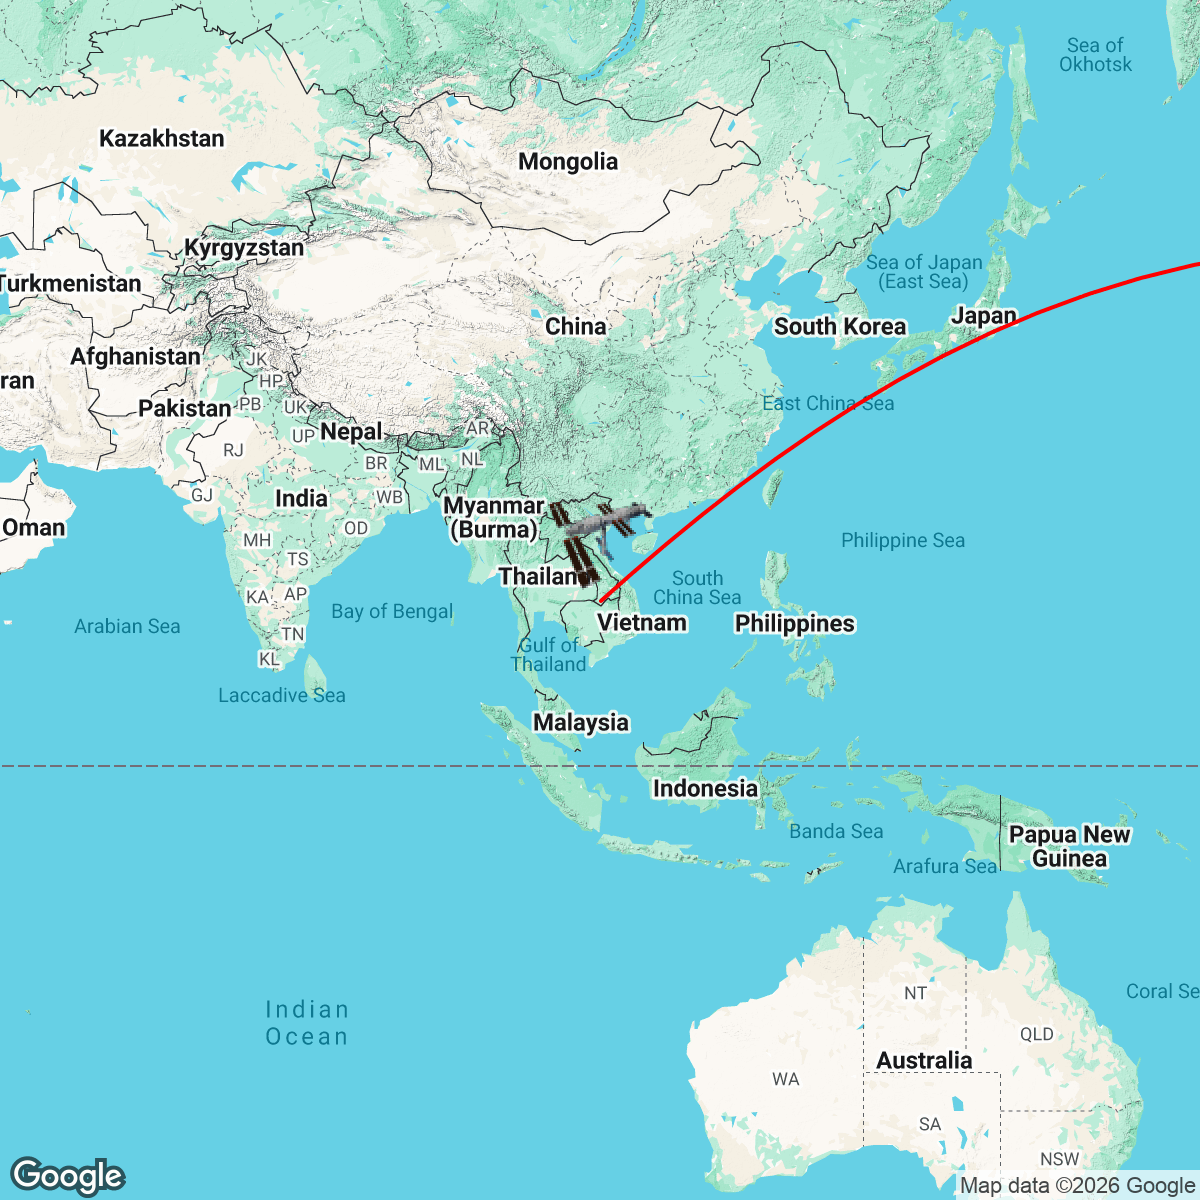 Sea of
Okhotsk
Kazakhstan
Mongolia
Kyrgyzstan
Sea of Japan
(East Sea)
Turkmenistan
Japan
China
South Korea
Afghanistan
JK
HP
ran
East China Sea
Pakistan
PB
UK
Nepal
AR
UP
RJ
BR
ML
NL
GJ
India
WB
Myanmar
(Burma)
Oman
OD
MH
Philippine Sea
TS
Thailand
South
China Sea
KA
AP
Bay of Bengal
Arabian Sea
Vietnam
Philippines
TN
Gulf of
Thailand
KL
Laccadive Sea
Malaysia
Indonesia
Banda Sea
Papua New
Guinea
Arafura Sea
Coral Se
NT
Indian
Ocean
QLD
Australia
WA
SA
NSW
Google
Map data ©2026 Google